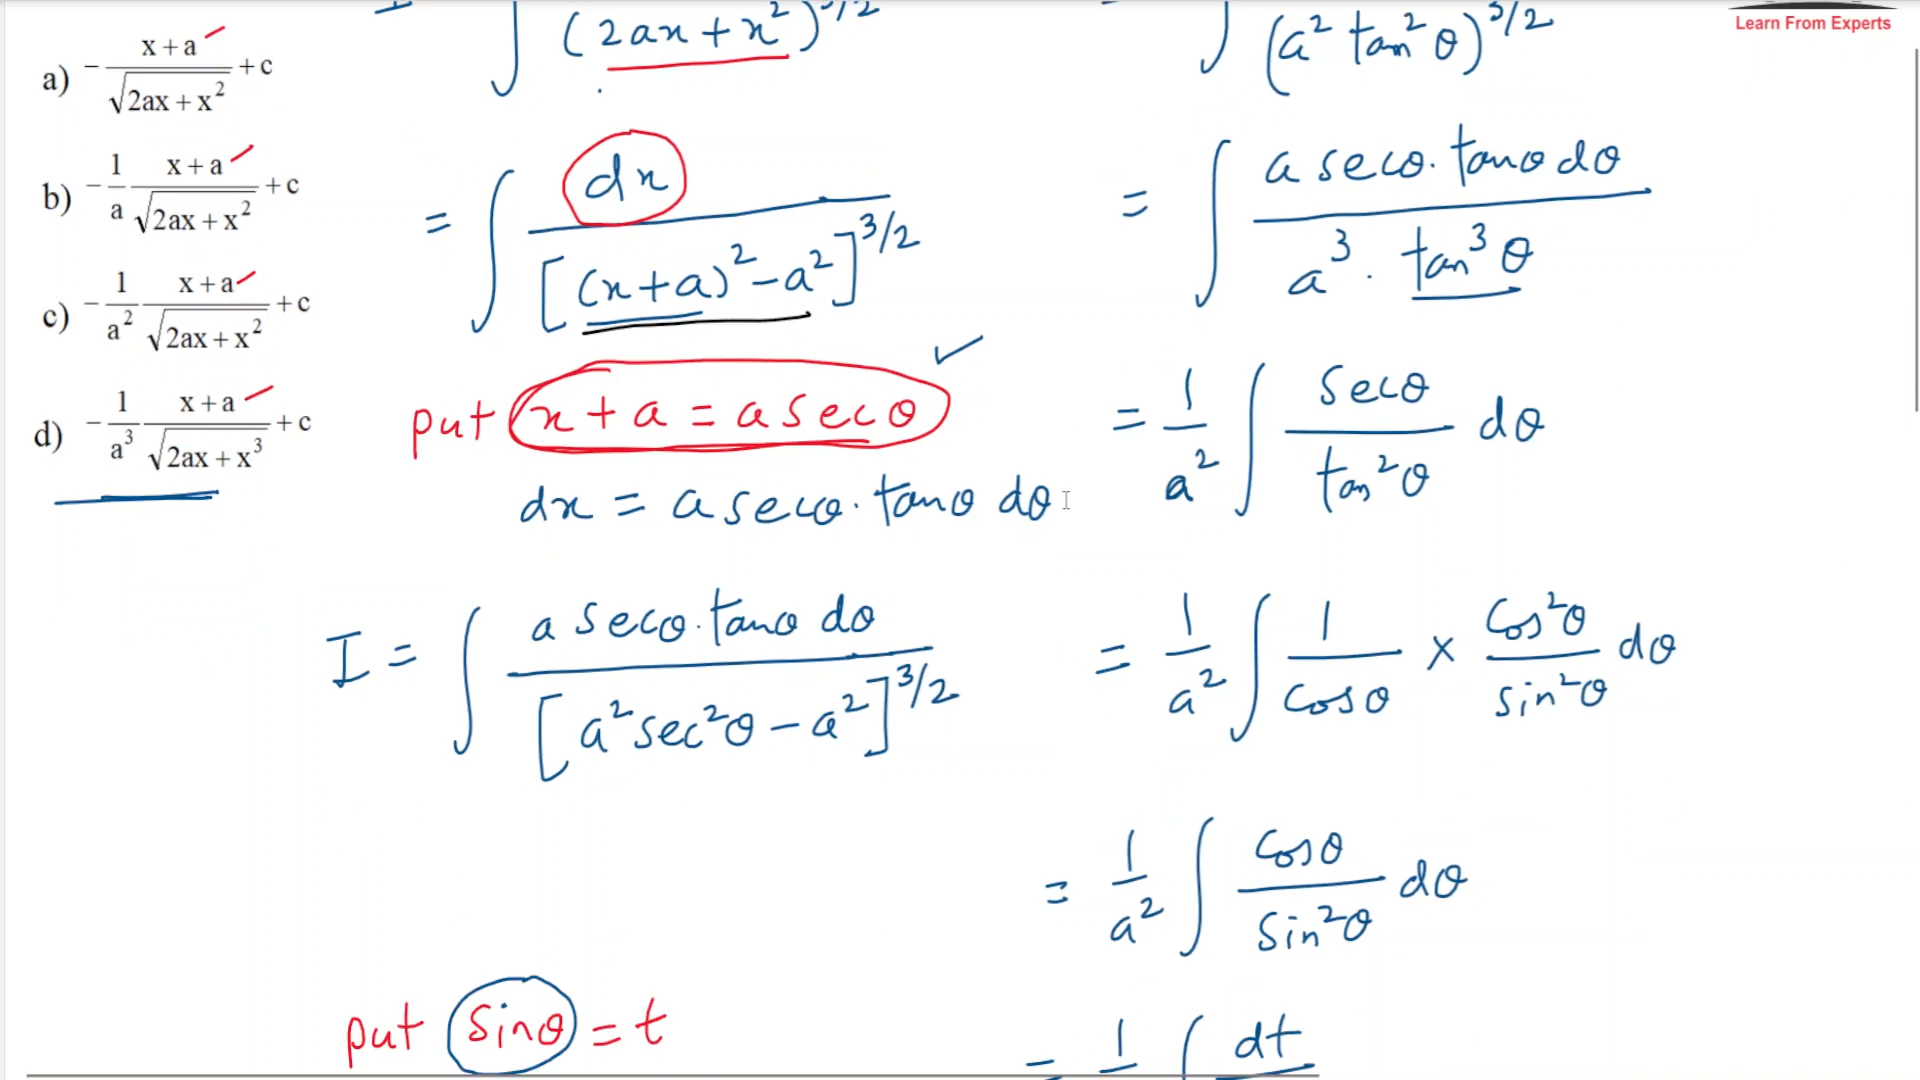 Learn From Experts
a) - x + a / √2ax + x² + c
b) - 1/a x + a / √2ax + x² + c
c) - 1/a² x + a / √2ax + x² + c
d) - 1/a³ x + a / √2ax + x³ + c
∫ (2ax + x²)^3/2
= ∫ dx / [(x+a)² - a²]^3/2
put x + a = a secθ
dx = a secθ · tanθ dθ
I = ∫ a secθ · tanθ dθ / [a² sec²θ - a²]^3/2
put sinθ = t
∫ (a² tan²θ)^3/2
= ∫ a secθ · tanθ dθ / a³ · tan³θ
= 1/a² ∫ secθ / tan²θ dθ
= 1/a² ∫ 1/cosθ × cos²θ / sin²θ dθ
= 1/a² ∫ cosθ / sin²θ dθ
= 1 ∫ dt